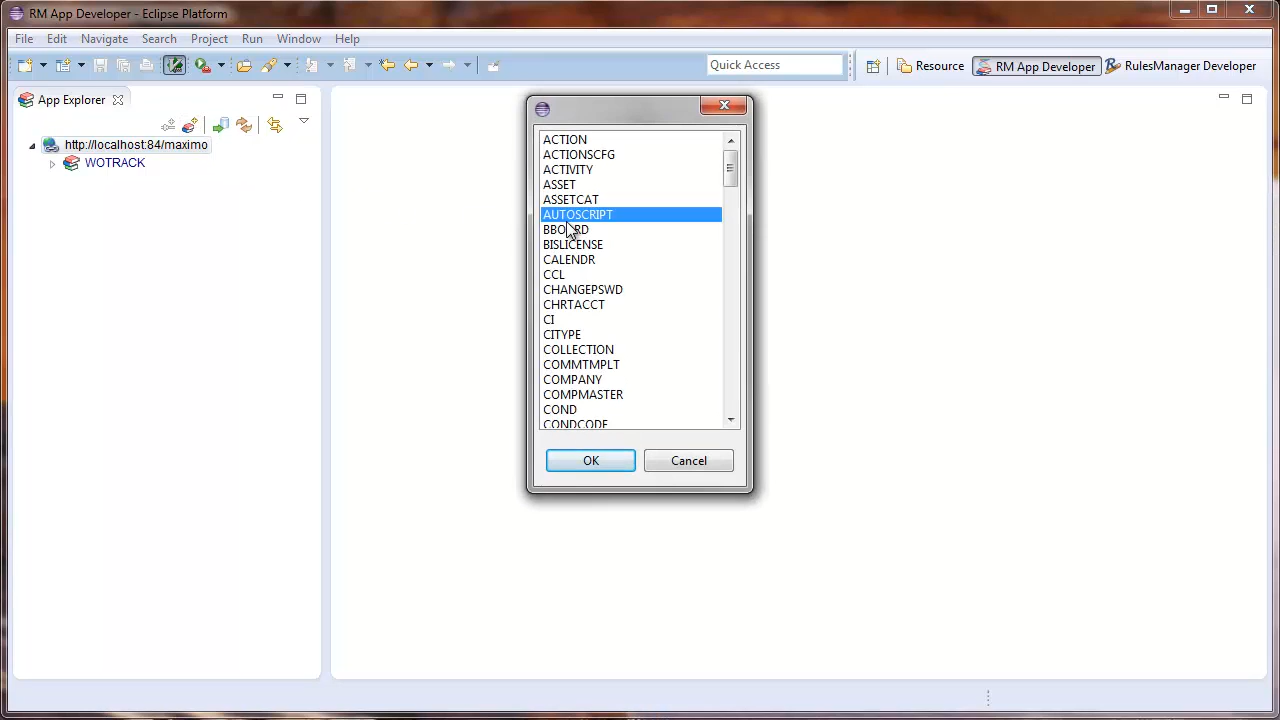 RM App Developer - Eclipse Platform
File Edit Navigate Search Project Run Window Help
Quick Access
Resource
RM App Developer
RulesManager Developer
App Explorer
http://localhost:84/maximo
WOTRACK
ACTION
ACTIONSCFG
ACTIVITY
ASSET
ASSETCAT
AUTOSCRIPT
BBOARD
BISLICENSE
CALENDR
CCL
CHANGEPSWD
CHRTACCT
CI
CITYPE
COLLECTION
COMMTMPLT
COMPANY
COMPMASTER
COND
CONDCODE
OK
Cancel